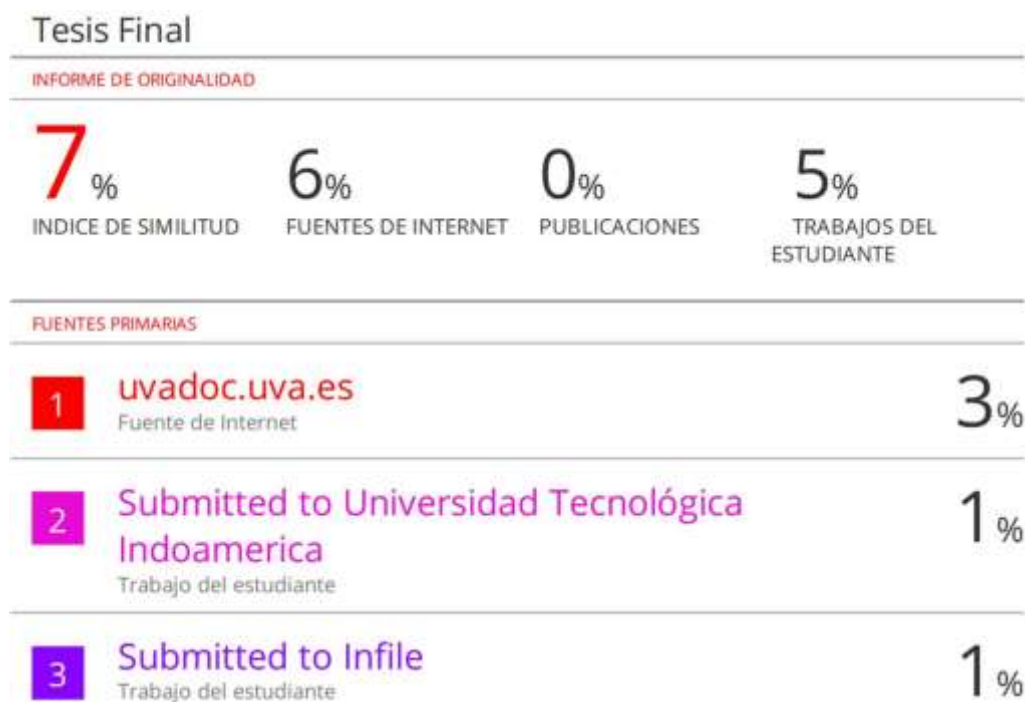 Tesis Final
INFORME DE ORIGINALIDAD
7%
6%
0%
5%
INDICE DE SIMILITUD
FUENTES DE INTERNET
PUBLICACIONES
TRABAJOS DEL
ESTUDIANTE
FUENTES PRIMARIAS
1
uvadoc.uva.es
Fuente de Internet
3%
2
Submitted to Universidad Tecnológica
Indoamerica
Trabajo del estudiante
1%
3
Submitted to Infile
Trabajo del estudiante
1%